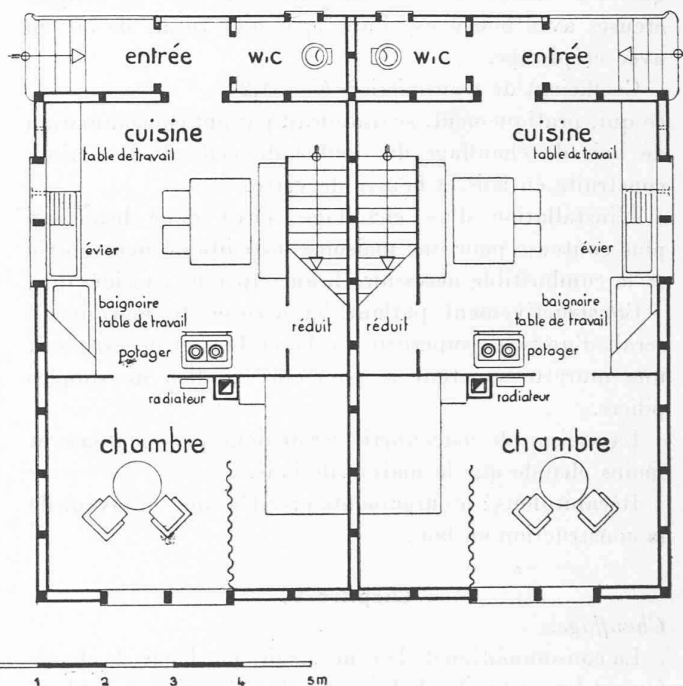 entrée W.C W.C entrée
cuisine cuisine
table de travail table de travail
évier évier
baignoire baignoire
table de travail table de travail
réduit réduit
potager potager
radiateur radiateur
chambre chambre
1 2 3 4 5m